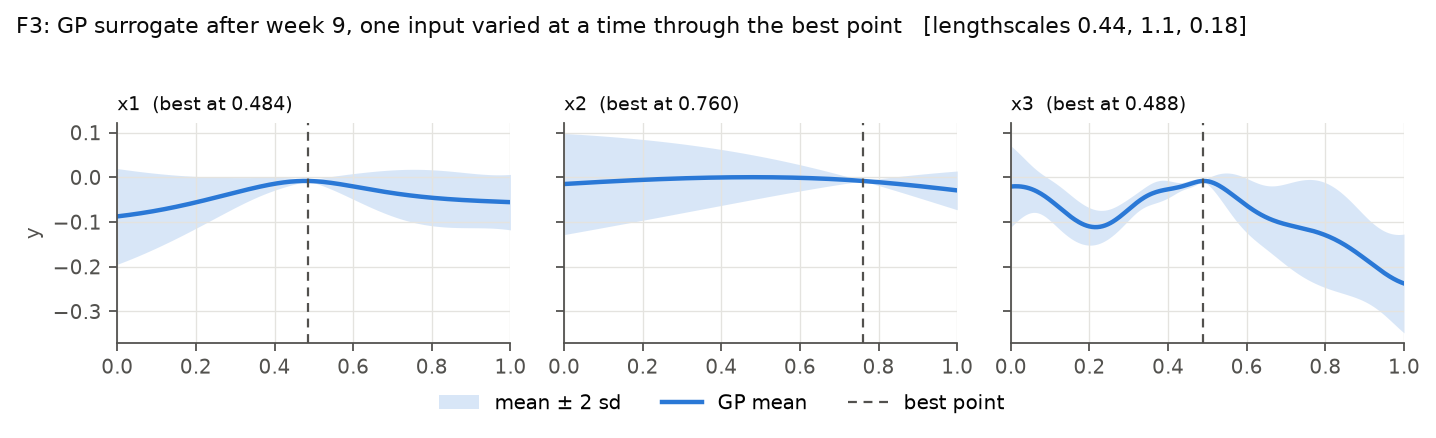 F3: GP surrogate after week 9, one input varied at a time through the best point   [lengthscales 0.44, 1.1, 0.18]
x1  (best at 0.484)
x2  (best at 0.760)
x3  (best at 0.488)
y
0.1
0.0
−0.1
−0.2
−0.3
0.0 0.2 0.4 0.6 0.8 1.0
0.0 0.2 0.4 0.6 0.8 1.0
0.0 0.2 0.4 0.6 0.8 1.0
mean ± 2 sd
GP mean
best point